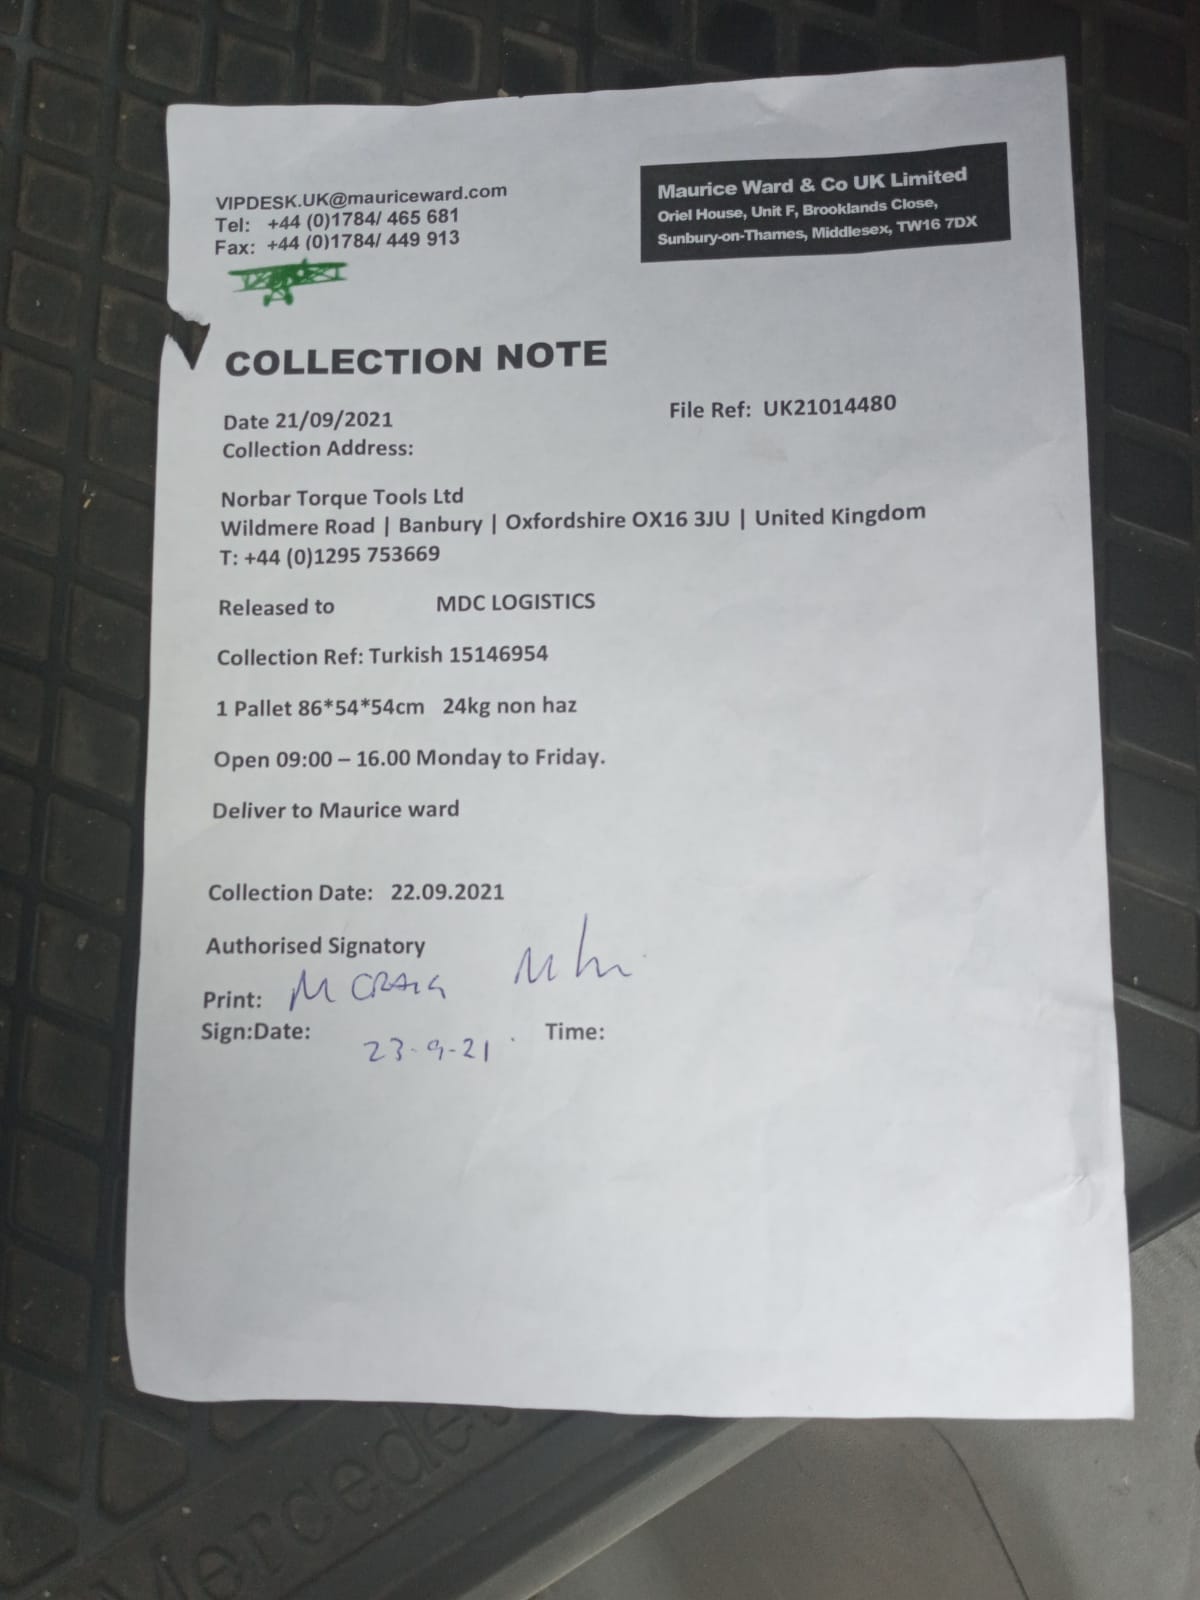 VIPDESK.UK@mauriceward.com
Tel: +44 (0)1784/ 465 681
Fax: +44 (0)1784/ 449 913
Maurice Ward & Co UK Limited
Oriel House, Unit F, Brooklands Close,
Sunbury-on-Thames, Middlesex, TW16 7DX
COLLECTION NOTE
Date 21/09/2021
File Ref: UK21014480
Collection Address:
Norbar Torque Tools Ltd
Wildmere Road | Banbury | Oxfordshire OX16 3JU | United Kingdom
T: +44 (0)1295 753669
Released to MDC LOGISTICS
Collection Ref: Turkish 15146954
1 Pallet 86*54*54cm 24kg non haz
Open 09:00 – 16.00 Monday to Friday.
Deliver to Maurice ward
Collection Date: 22.09.2021
Authorised Signatory
Print: M CRAIG
Sign:Date: 23-9-21 Time:
Mercedes